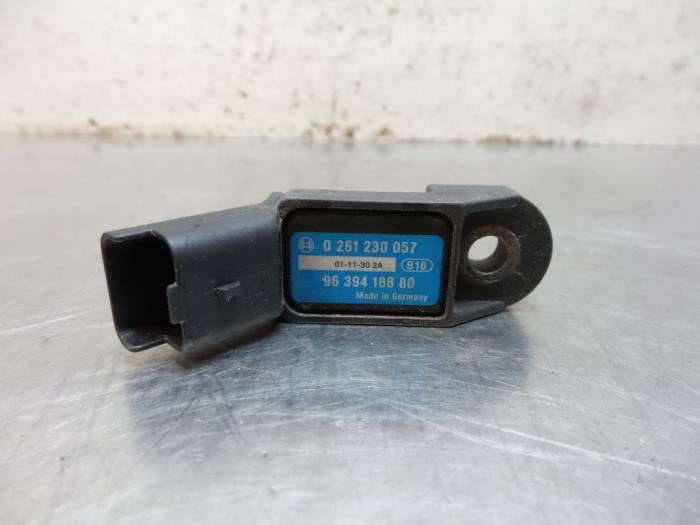 0 261 230 057
01-11-30 2A 816
96 394 188 80
Made in Germany